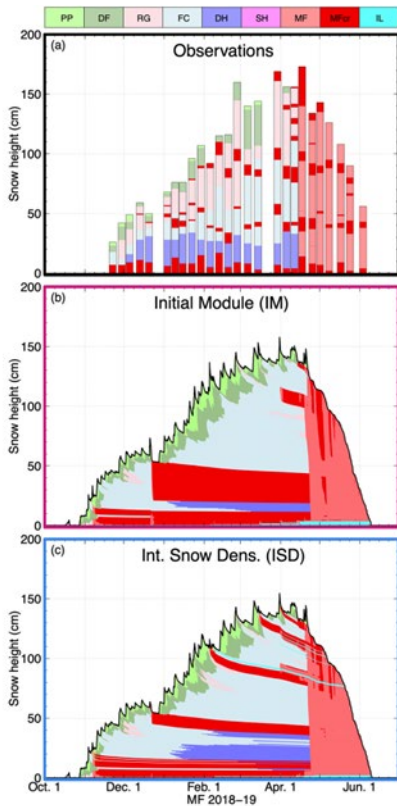 PP DF RG FC DH SH MF MFcr IL
(a) Observations
Snow height (cm)
200
150
100
50
0
(b) Initial Module (IM)
Snow height (cm)
200
150
100
50
0
(c) Int. Snow Dens. (ISD)
Snow height (cm)
200
150
100
50
0
Oct. 1 Dec. 1 Feb. 1 Apr. 1 Jun. 1
MF 2018-19